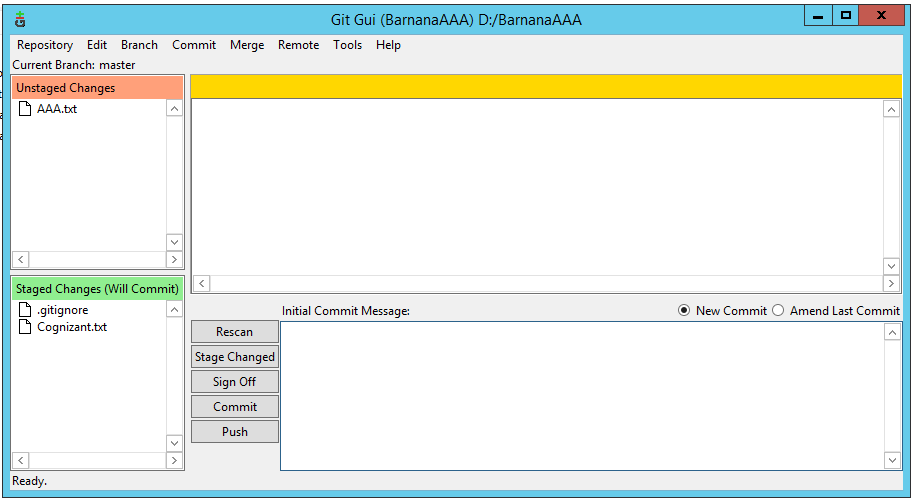 Git Gui (BarnanaAAA) D:/BarnanaAAA
Repository Edit Branch Commit Merge Remote Tools Help
Current Branch: master
Unstaged Changes
AAA.txt
Staged Changes (Will Commit)
.gitignore
Cognizant.txt
Initial Commit Message:
New Commit
Amend Last Commit
Rescan
Stage Changed
Sign Off
Commit
Push
Ready.